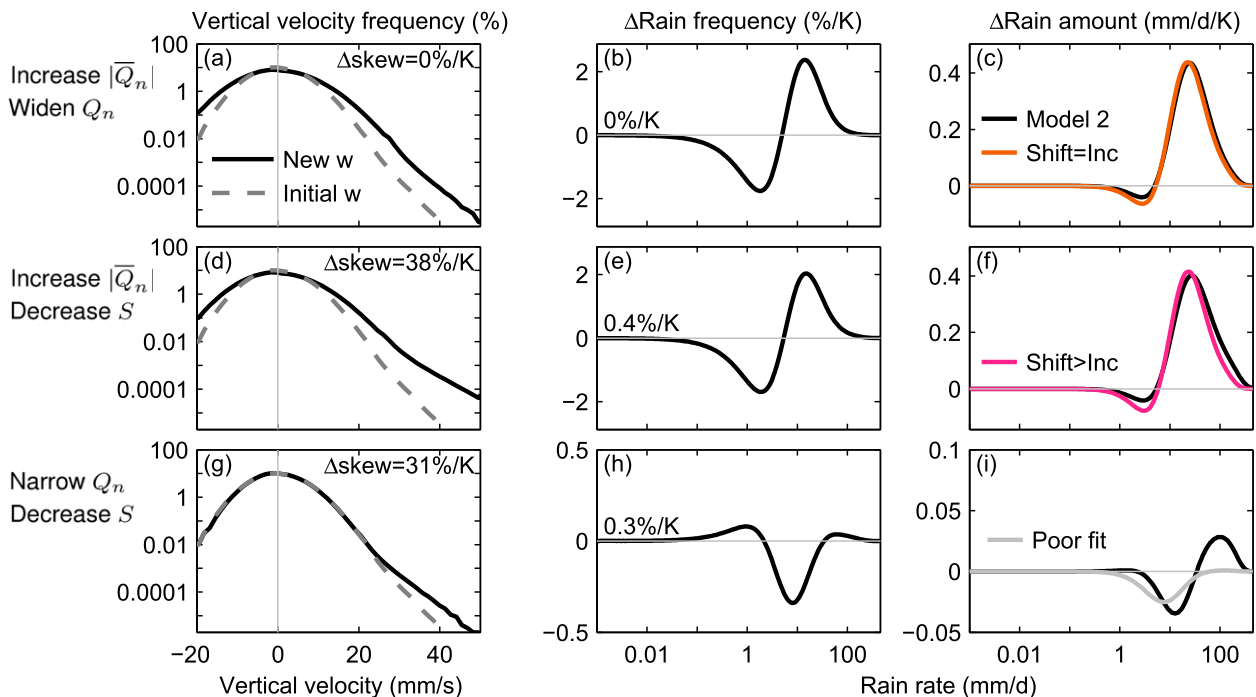 Vertical velocity frequency (%)
ΔRain frequency (%/K)
ΔRain amount (mm/d/K)
Increase |Q̅ₙ|
Widen Qₙ
100
1
0.01
0.0001
(a)
Δskew=0%/K
New w
Initial w
2
0
−2
(b)
0%/K
0.4
0.2
0
(c)
Model 2
Shift=Inc
Increase |Q̅ₙ|
Decrease S
100
1
0.01
0.0001
(d)
Δskew=38%/K
2
0
−2
(e)
0.4%/K
0.4
0.2
0
(f)
Shift>Inc
Narrow Qₙ
Decrease S
100
1
0.01
0.0001
(g)
Δskew=31%/K
0.5
0
−0.5
(h)
0.3%/K
0.1
0.05
0
0.05
(i)
Poor fit
−20 0 20 40
0.01 1 100
0.01 1 100
Vertical velocity (mm/s)
Rain rate (mm/d)